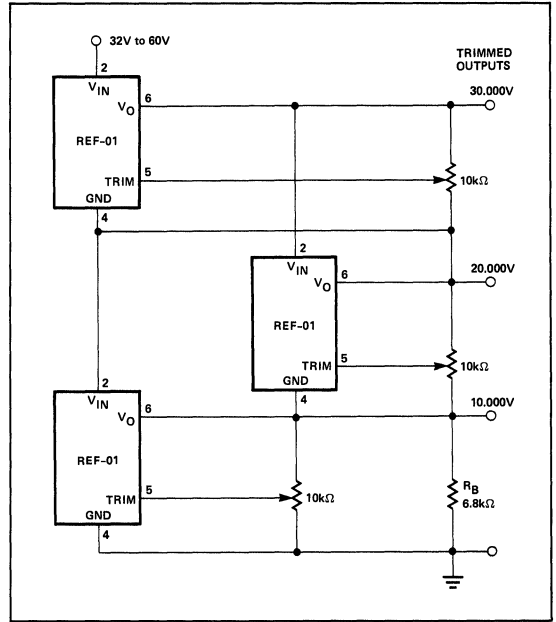 32V to 60V
TRIMMED
OUTPUTS
2
VIN
VO
6
30.000V
REF-01
TRIM
5
10kΩ
GND
4
2
VIN
VO
6
20.000V
REF-01
TRIM
5
10kΩ
GND
4
2
VIN
VO
6
10.000V
REF-01
TRIM
5
10kΩ
RB
6.8kΩ
GND
4